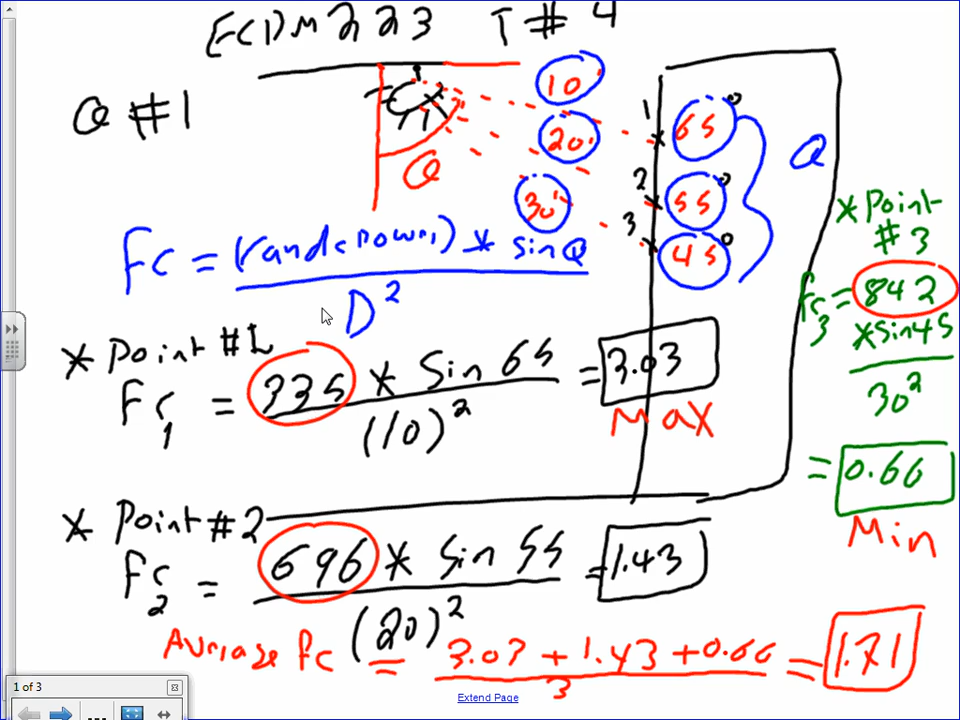 ECDM 223 T # 4
Q #1
10'
20'
30'
Q
1 65°
2 55°
3 45°
Q
Fc = (candlepower) * sin Q
D²
* Point #1
Fc1 = 335 * Sin 65 = 3.03
(10)²
Max
* Point #2
Fc2 = 696 * Sin 55 = 1.43
(20)²
* Point
# 3
fc3 = 842
* sin 45
30²
= 0.66
Min
Average fc = 3.03 + 1.43 + 0.66 = 1.71
3
1 of 3
Extend Page